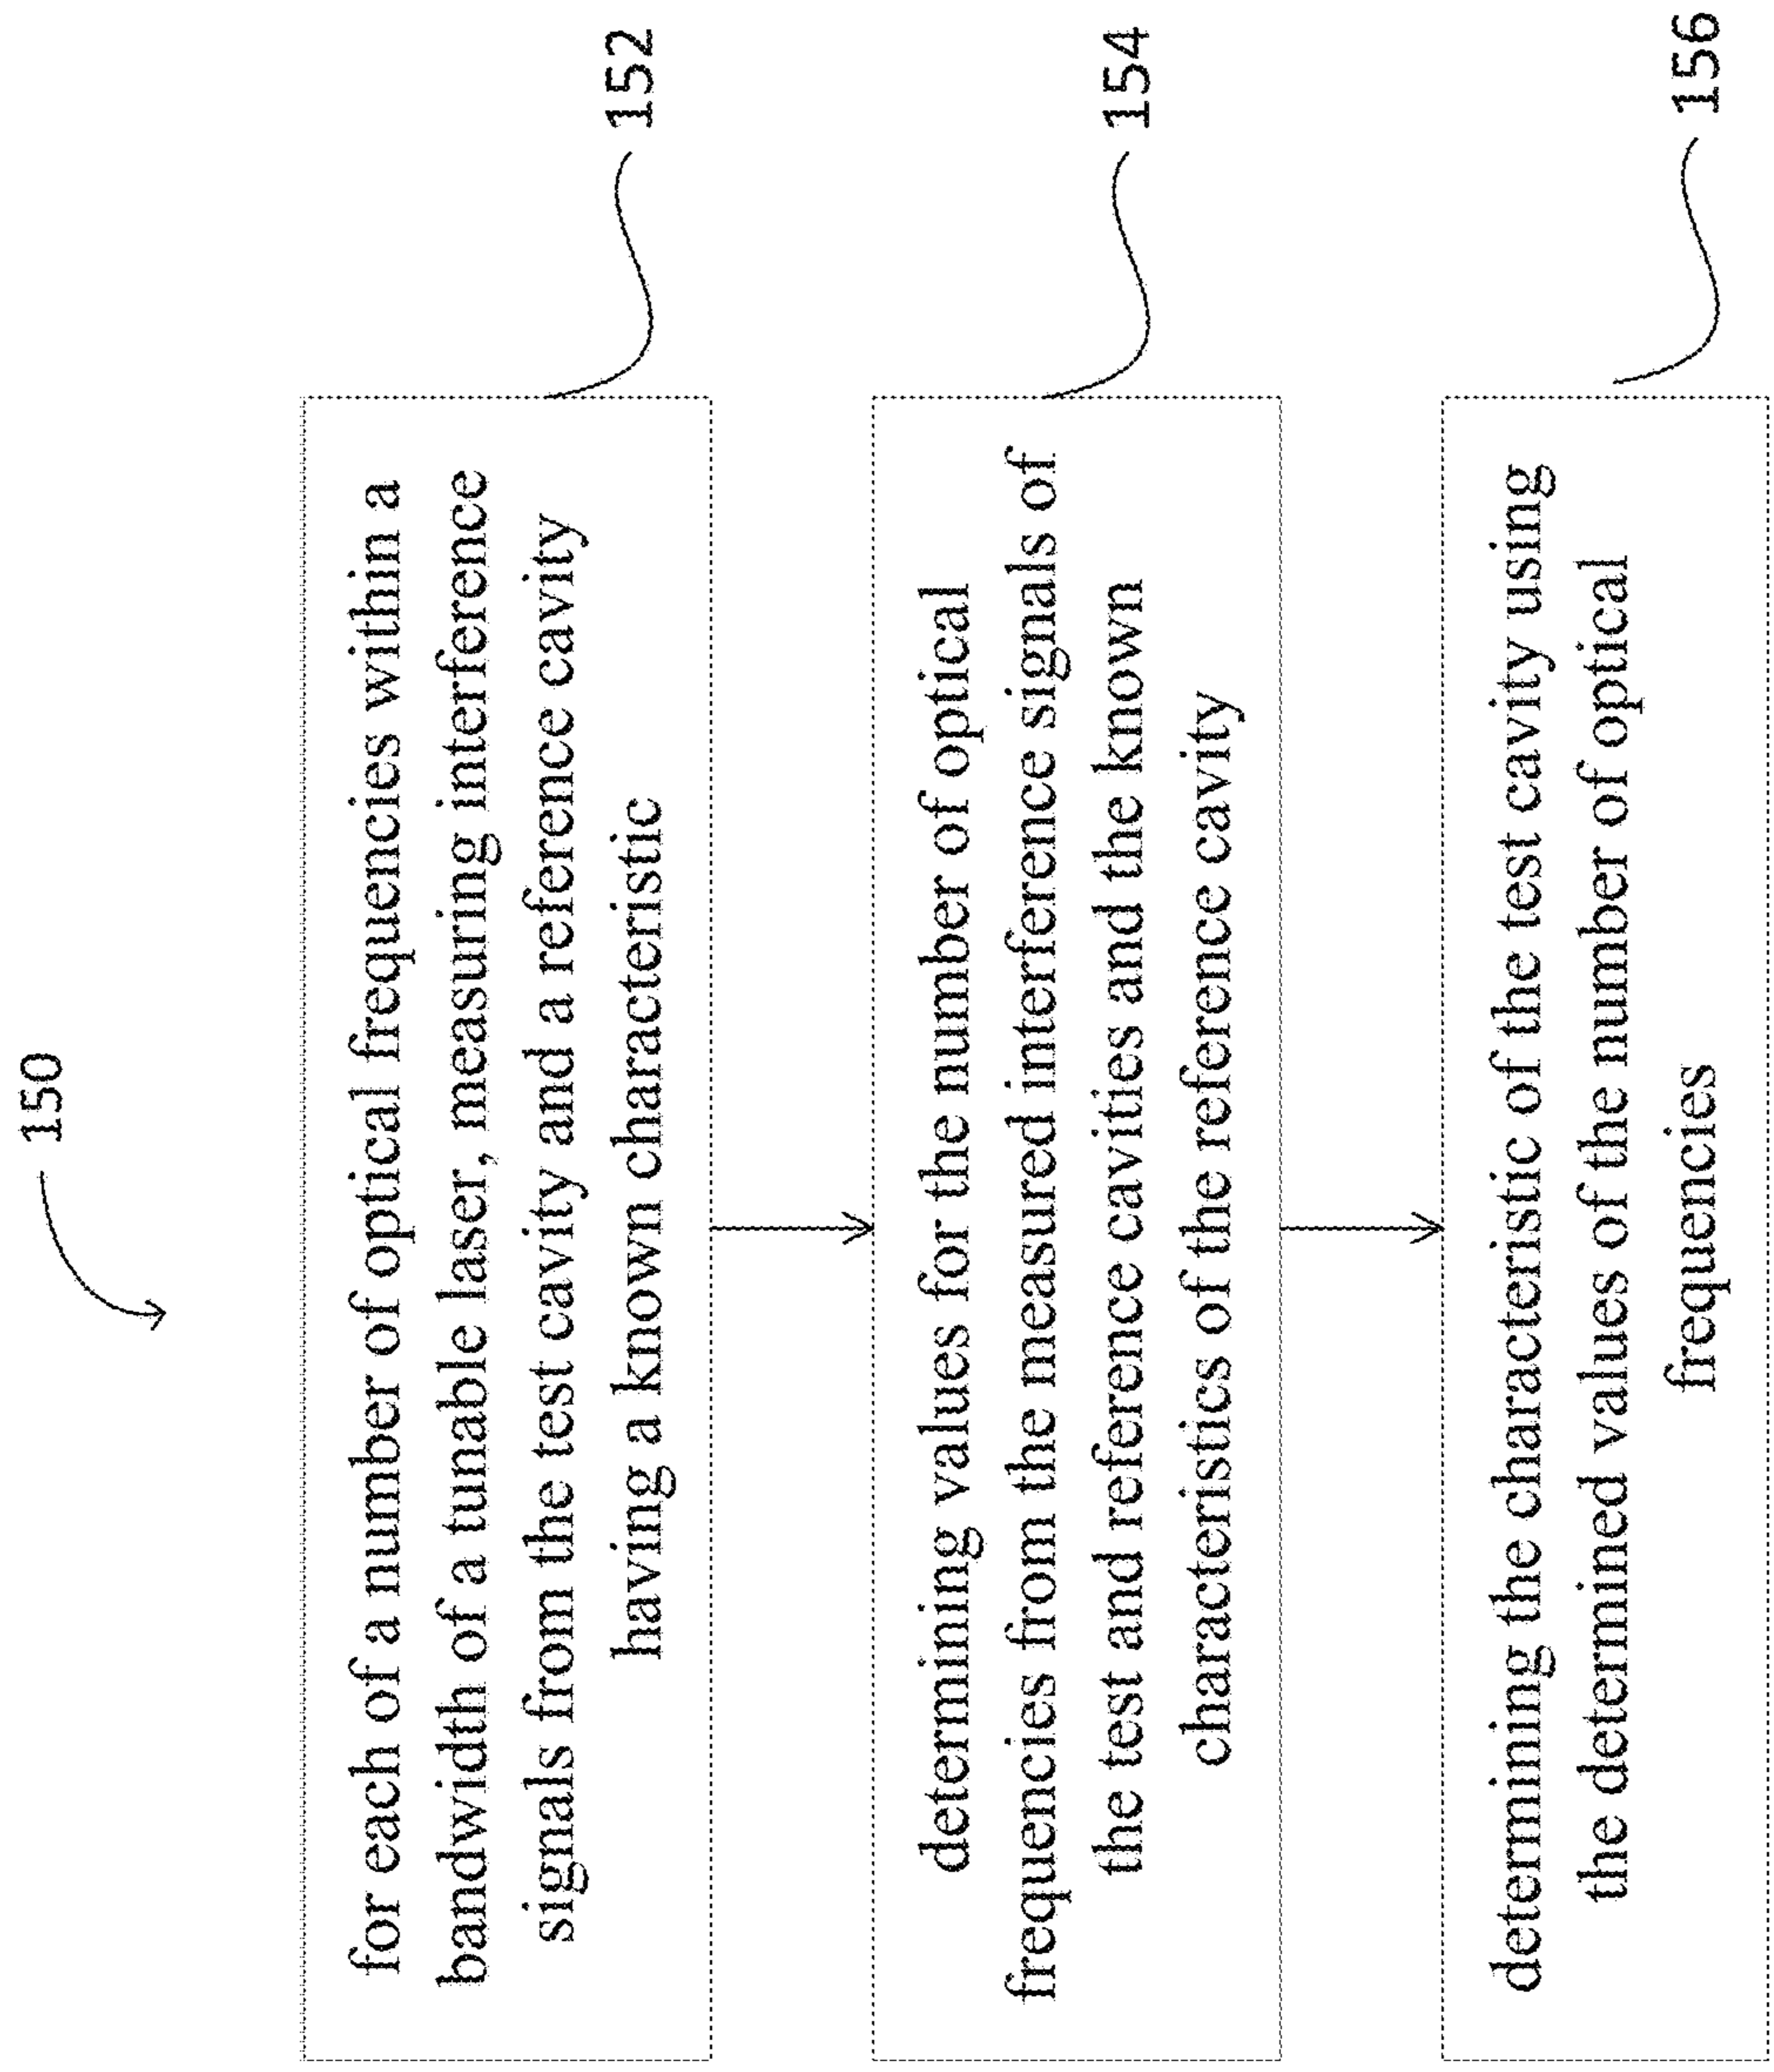 150
for each of a number of optical frequencies within a
bandwidth of a tunable laser, measuring interference
signals from the test cavity and a reference cavity
having a known characteristic
152
determining values for the number of optical
frequencies from the measured interference signals of
the test and reference cavities and the known
characteristics of the reference cavity
154
determining the characteristic of the test cavity using
the determined values of the number of optical
frequencies
156